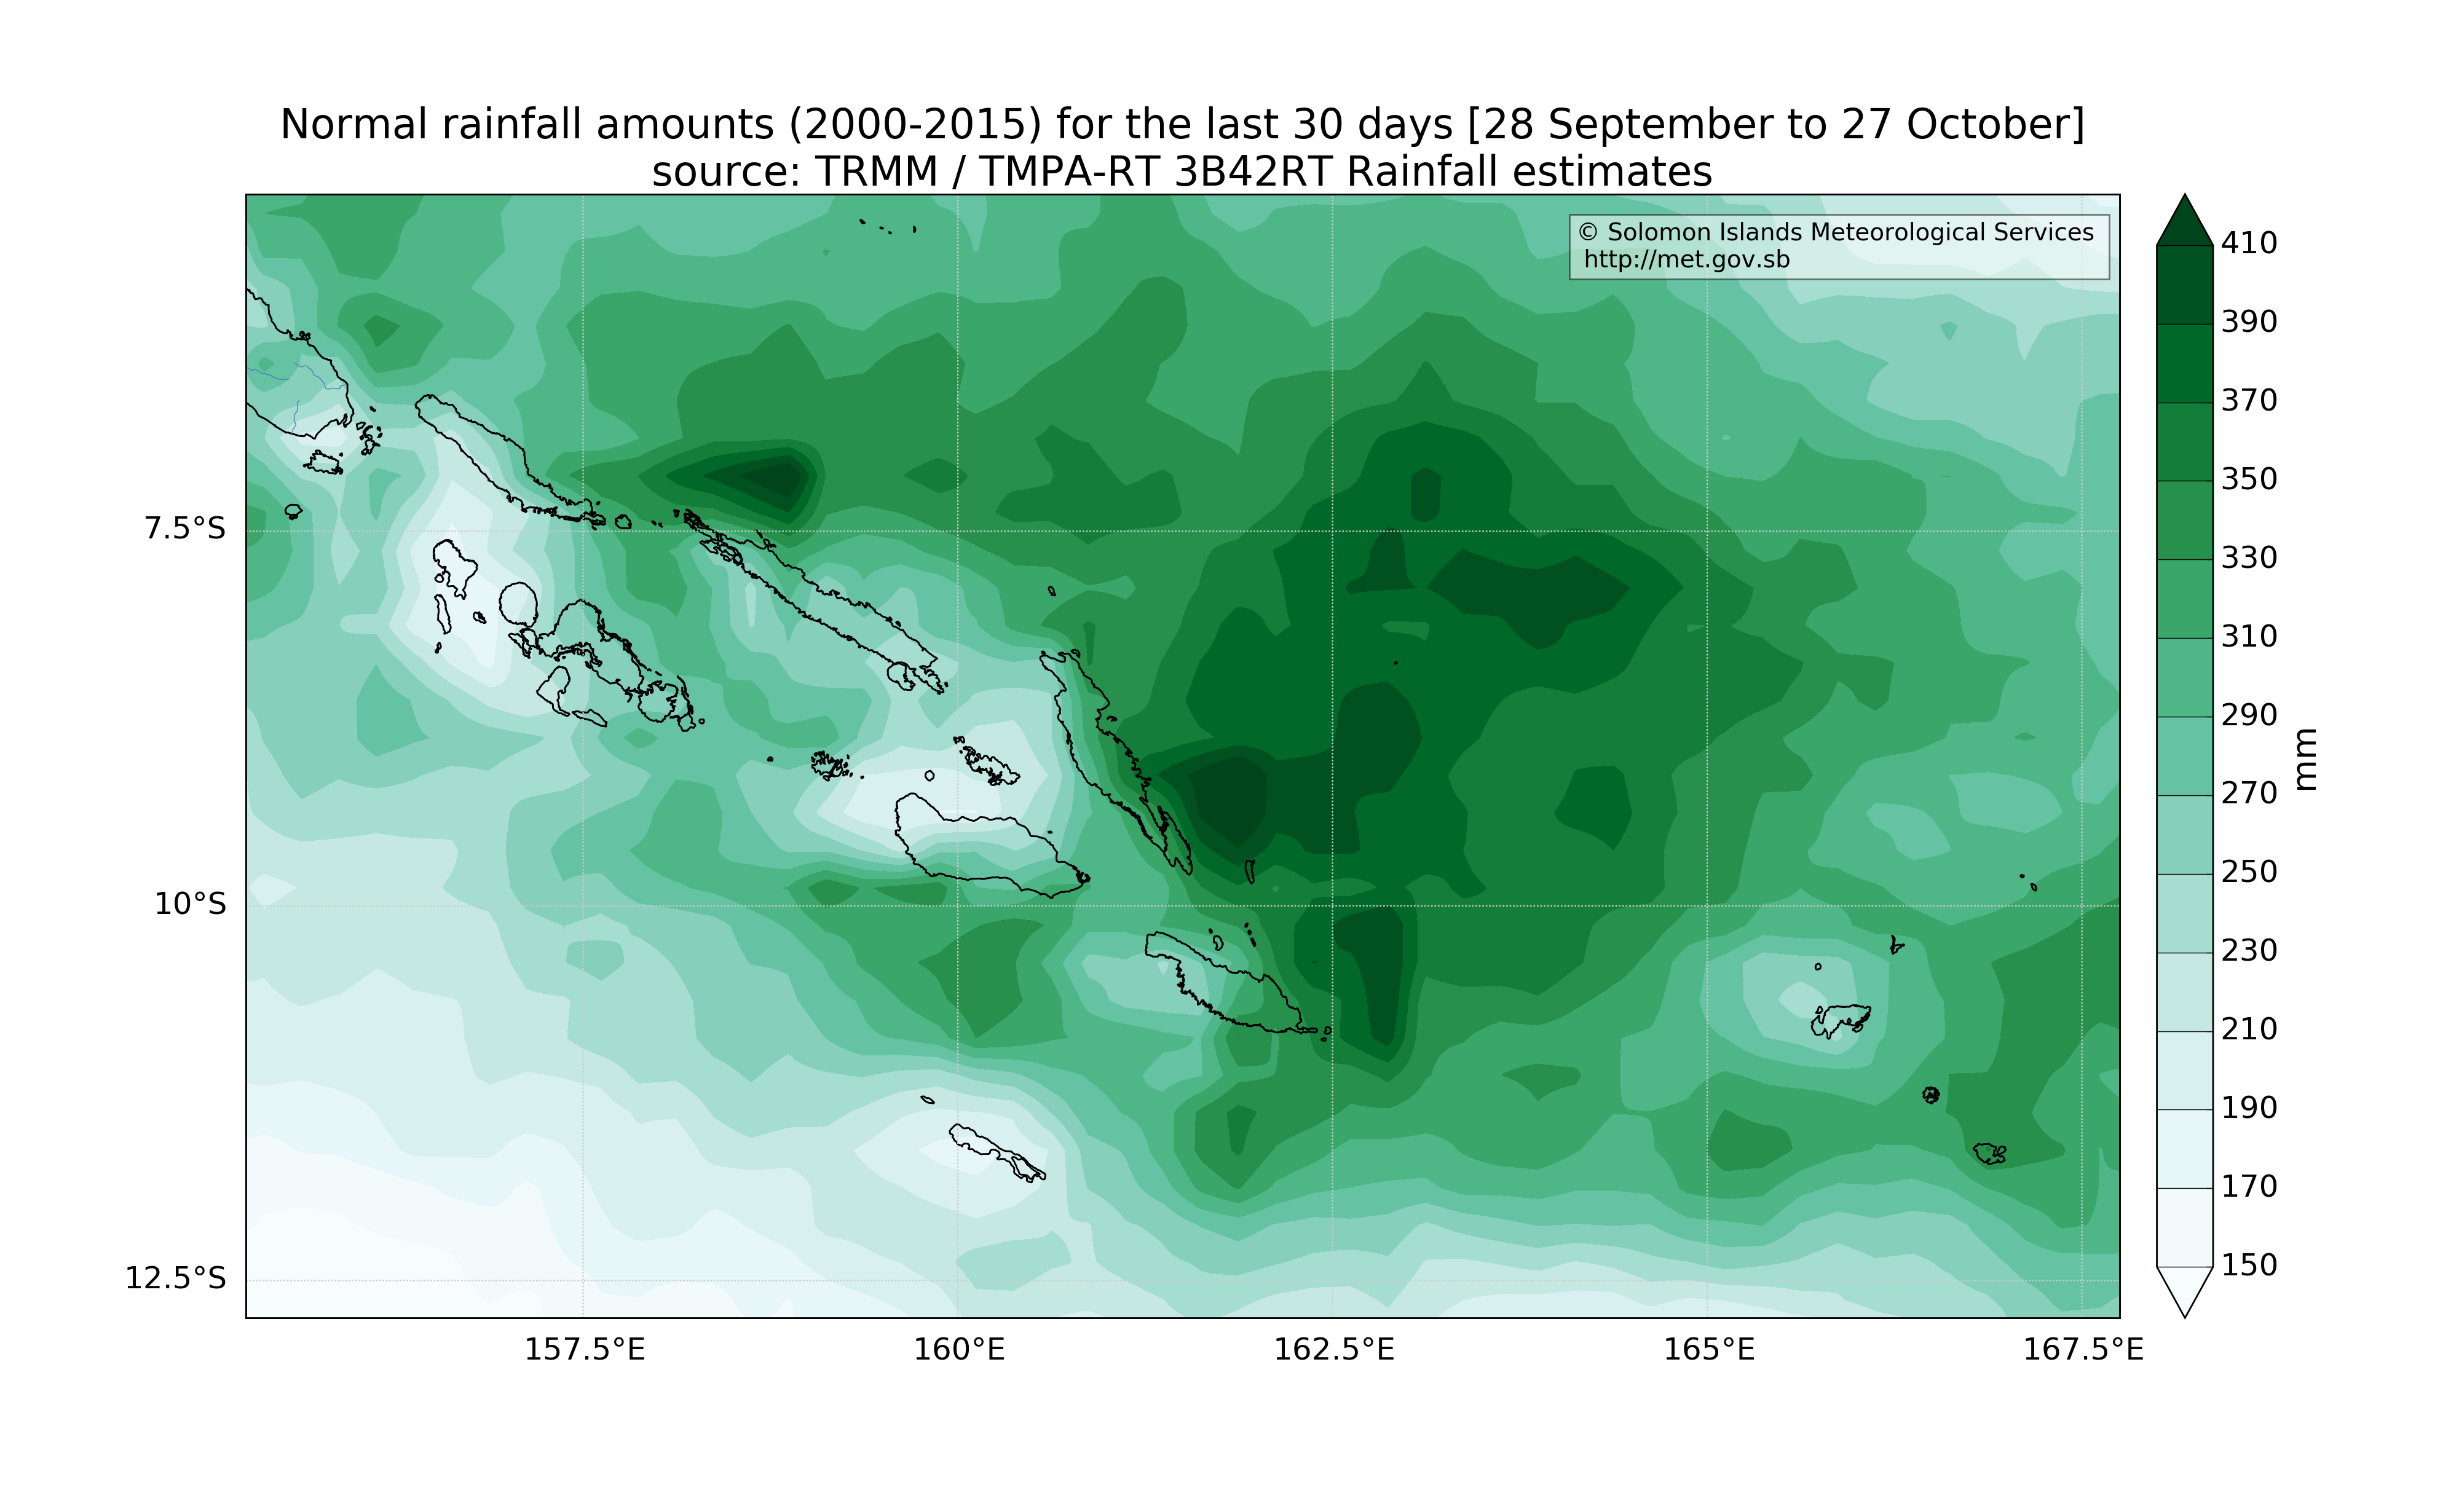 Normal rainfall amounts (2000-2015) for the last 30 days [28 September to 27 October]
source: TRMM / TMPA-RT 3B42RT Rainfall estimates
© Solomon Islands Meteorological Services
http://met.gov.sb
7.5°S
10°S
12.5°S
157.5°E
160°E
162.5°E
165°E
167.5°E
410
390
370
350
330
310
290
270
250
230
210
190
170
150
mm